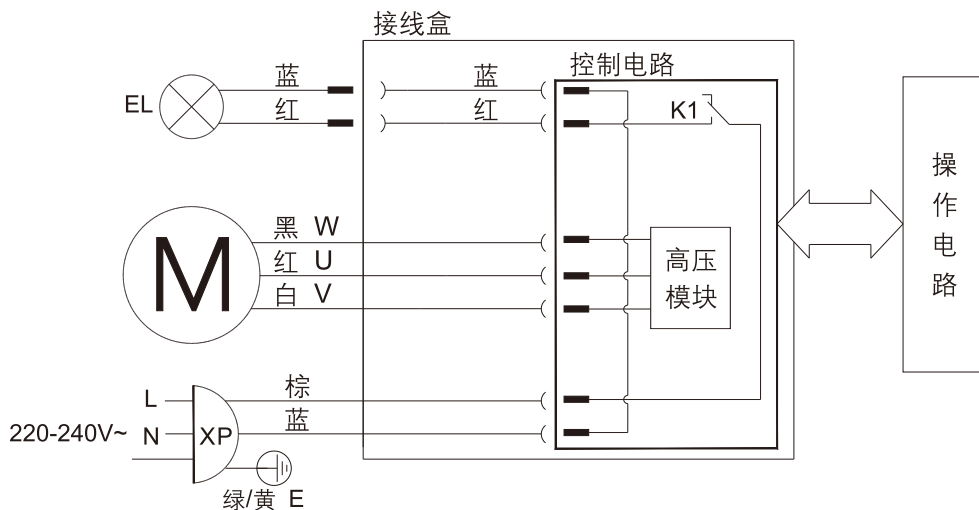 接线盒
控制电路
EL
蓝
红
蓝
红
K1
操作电路
M
黑 W
红 U
白 V
高压
模块
220-240V~
L
N
XP
棕
蓝
绿/黄 E